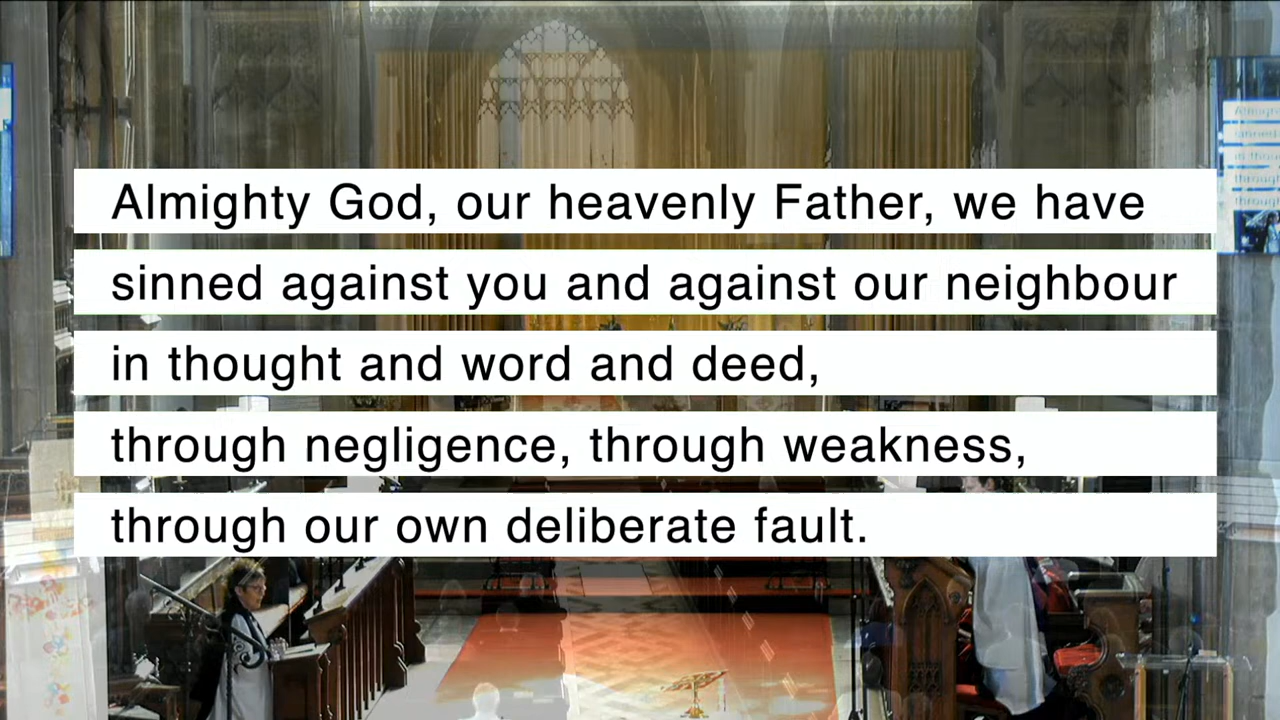 Almighty God, our heavenly Father, we have
sinned against you and against our neighbour
in thought and word and deed,
through negligence, through weakness,
through our own deliberate fault.